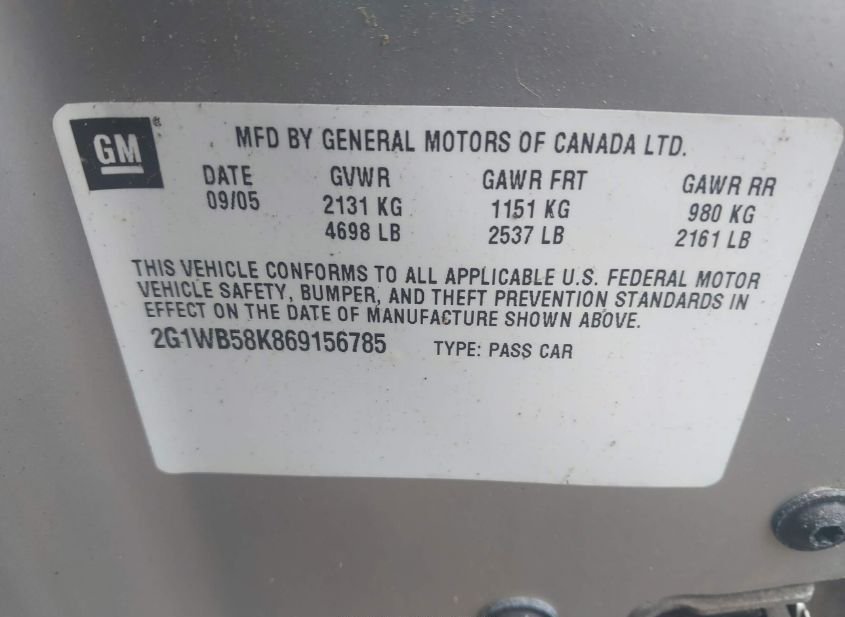 GM ®
MFD BY GENERAL MOTORS OF CANADA LTD.
DATE GVWR GAWR FRT GAWR RR
09/05 2131 KG 1151 KG 980 KG
4698 LB 2537 LB 2161 LB
THIS VEHICLE CONFORMS TO ALL APPLICABLE U.S. FEDERAL MOTOR
VEHICLE SAFETY, BUMPER, AND THEFT PREVENTION STANDARDS IN
EFFECT ON THE DATE OF MANUFACTURE SHOWN ABOVE.
2G1WB58K869156785 TYPE: PASS CAR